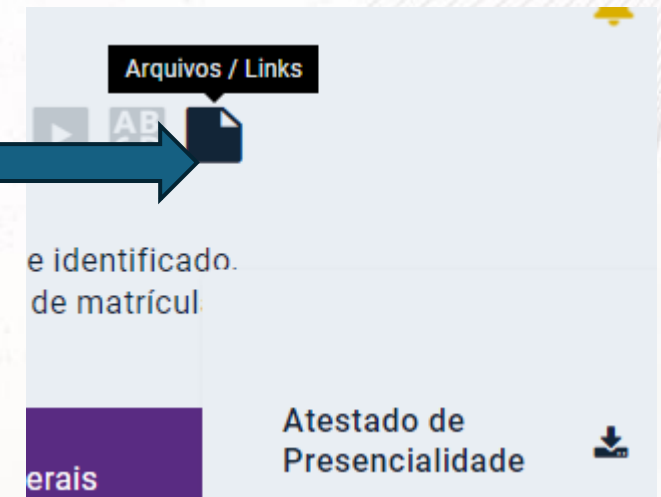 Arquivos / Links
e identificado.
de matrícul
Atestado de
Presencialidade
erais